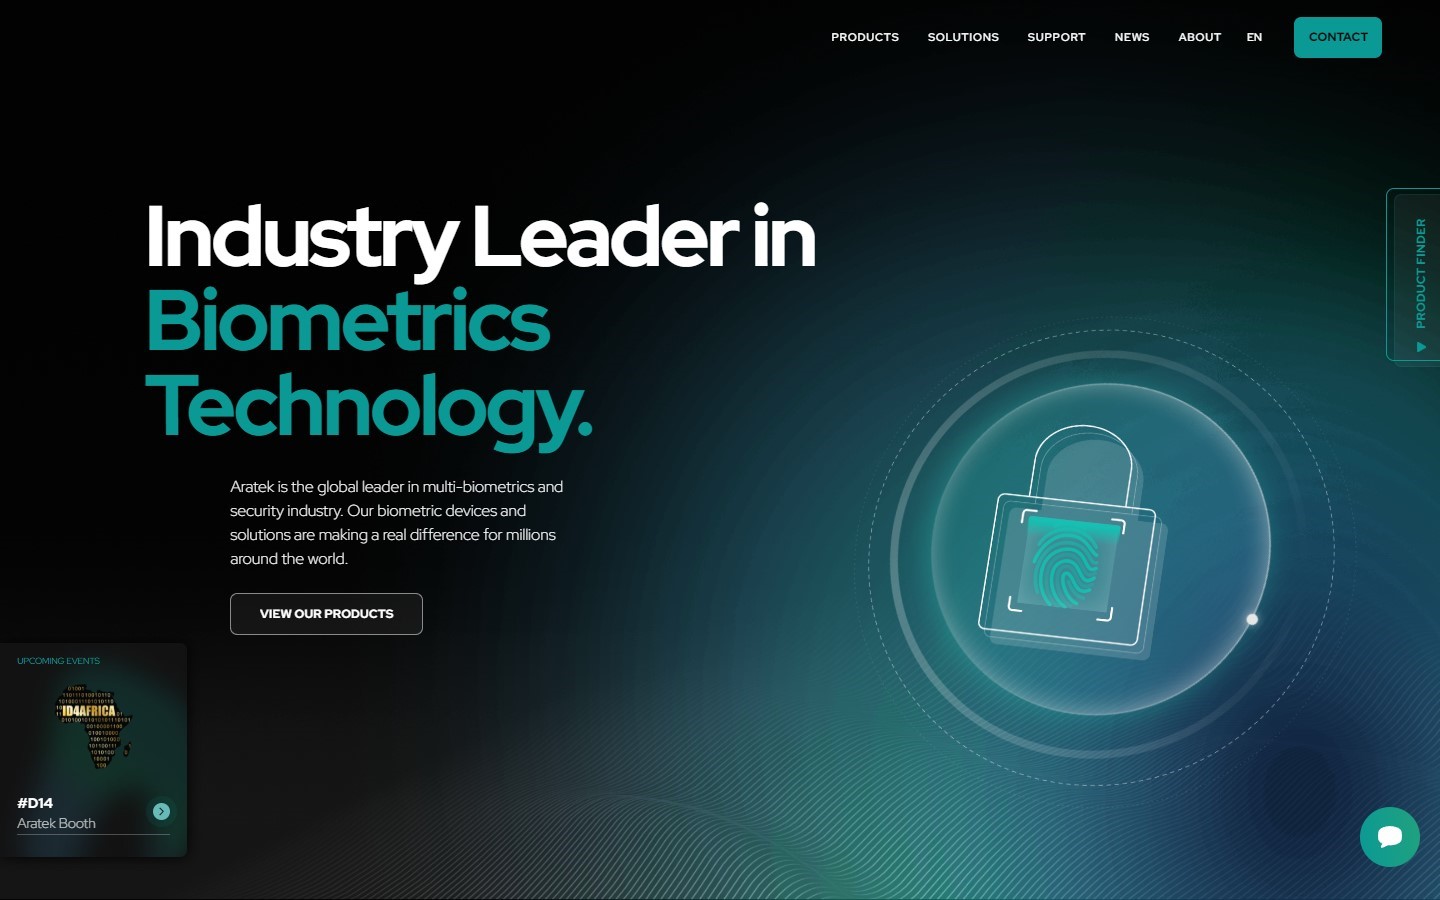 PRODUCTS SOLUTIONS SUPPORT NEWS ABOUT EN CONTACT
Industry Leader in
Biometrics
Technology.
Aratek is the global leader in multi-biometrics and
security industry. Our biometric devices and
solutions are making a real difference for millions
around the world.
VIEW OUR PRODUCTS
PRODUCT FINDER
UPCOMING EVENTS
ID4AFRICA
#D14
Aratek Booth